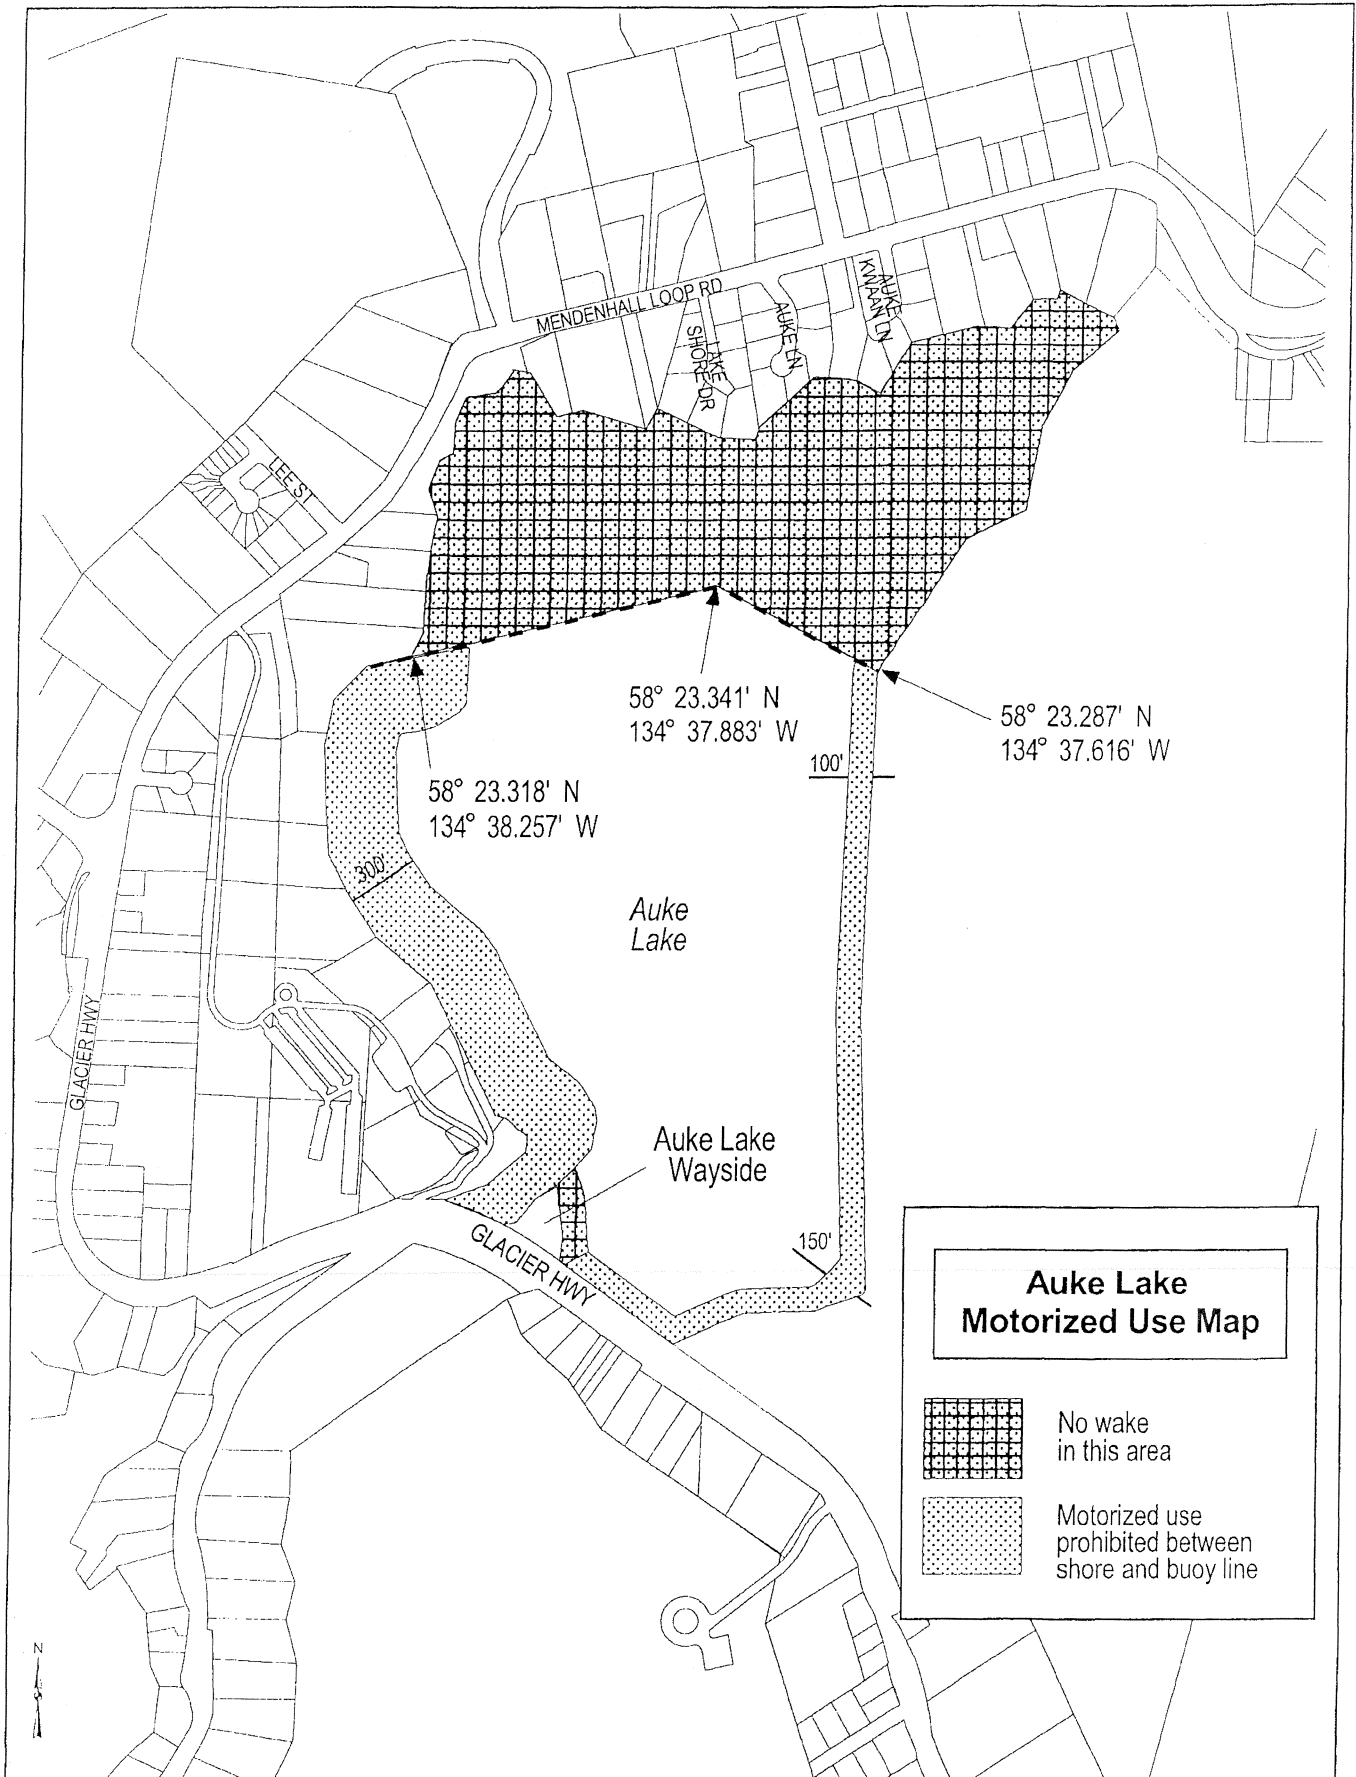 MENDENHALL LOOP RD
AUKE
KWAAN LN
AUKE LN
LAKE
SHORE DR
LEE ST
58° 23.341' N
134° 37.883' W
58° 23.287' N
134° 37.616' W
100'
58° 23.318' N
134° 38.257' W
300'
Auke
Lake
GLACIER HWY
Auke Lake
Wayside
GLACIER HWY
150'
Auke Lake
Motorized Use Map
No wake
in this area
Motorized use
prohibited between
shore and buoy line
N